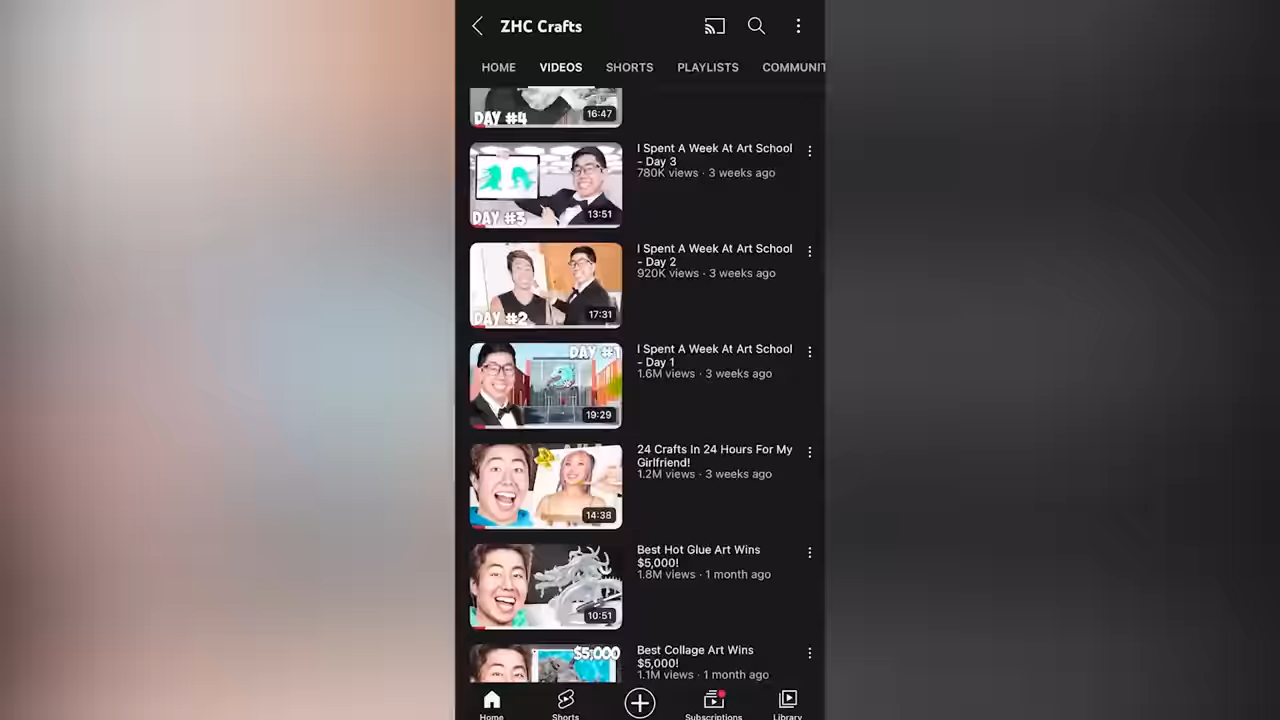 ZHC Crafts
HOME VIDEOS SHORTS PLAYLISTS COMMUNIT
DAY #4
16:47
I Spent A Week At Art School
- Day 3
780K views · 3 weeks ago
DAY #3
13:51
I Spent A Week At Art School
- Day 2
920K views · 3 weeks ago
DAY #2
17:31
I Spent A Week At Art School
- Day 1
1.6M views · 3 weeks ago
DAY #1
19:29
24 Crafts In 24 Hours For My
Girlfriend!
1.2M views · 3 weeks ago
14:38
Best Hot Glue Art Wins
$5,000!
1.8M views · 1 month ago
10:51
Best Collage Art Wins
$5,000!
1.1M views · 1 month ago
$5,000
Home Shorts Subscriptions Library